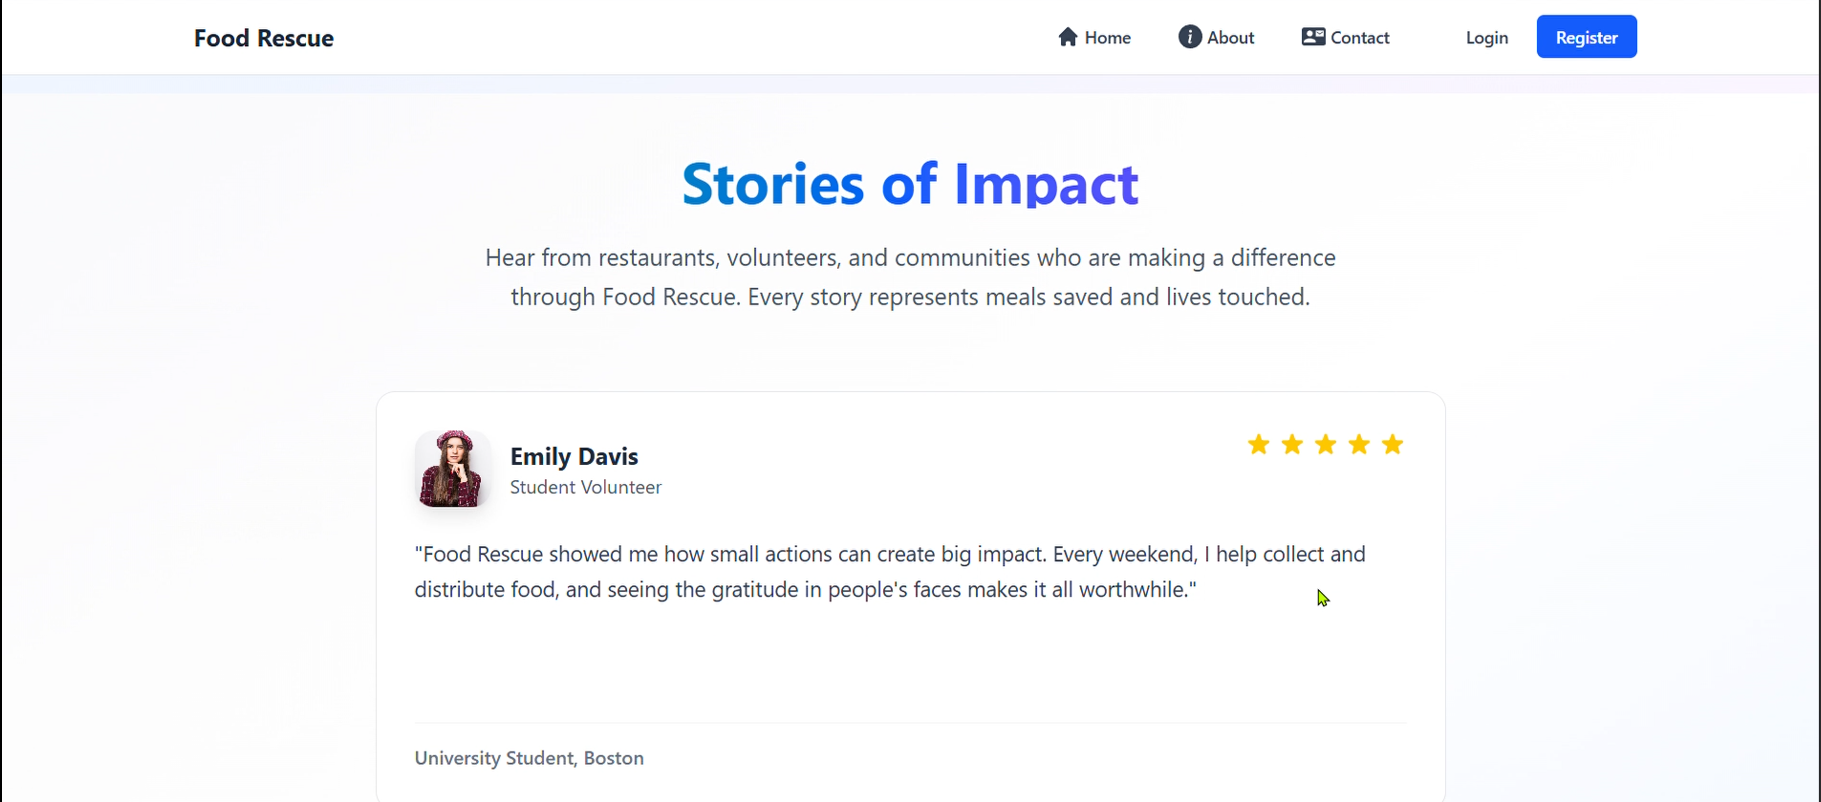 Food Rescue
Home
About
Contact
Login
Register
Stories of Impact
Hear from restaurants, volunteers, and communities who are making a difference
through Food Rescue. Every story represents meals saved and lives touched.
Emily Davis
Student Volunteer
"Food Rescue showed me how small actions can create big impact. Every weekend, I help collect and
distribute food, and seeing the gratitude in people's faces makes it all worthwhile."
University Student, Boston